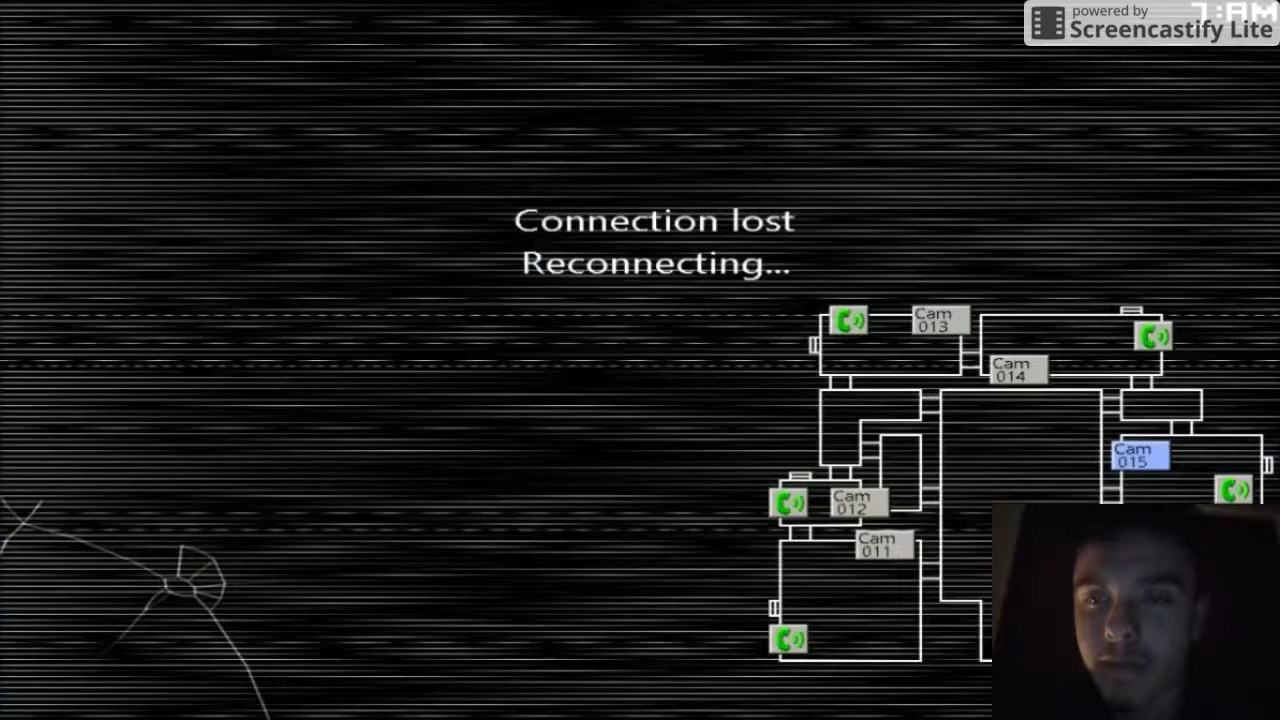 powered by
Screencastify Lite
Connection lost
Reconnecting...
Cam
013
Cam
014
Cam
015
Cam
012
Cam
011